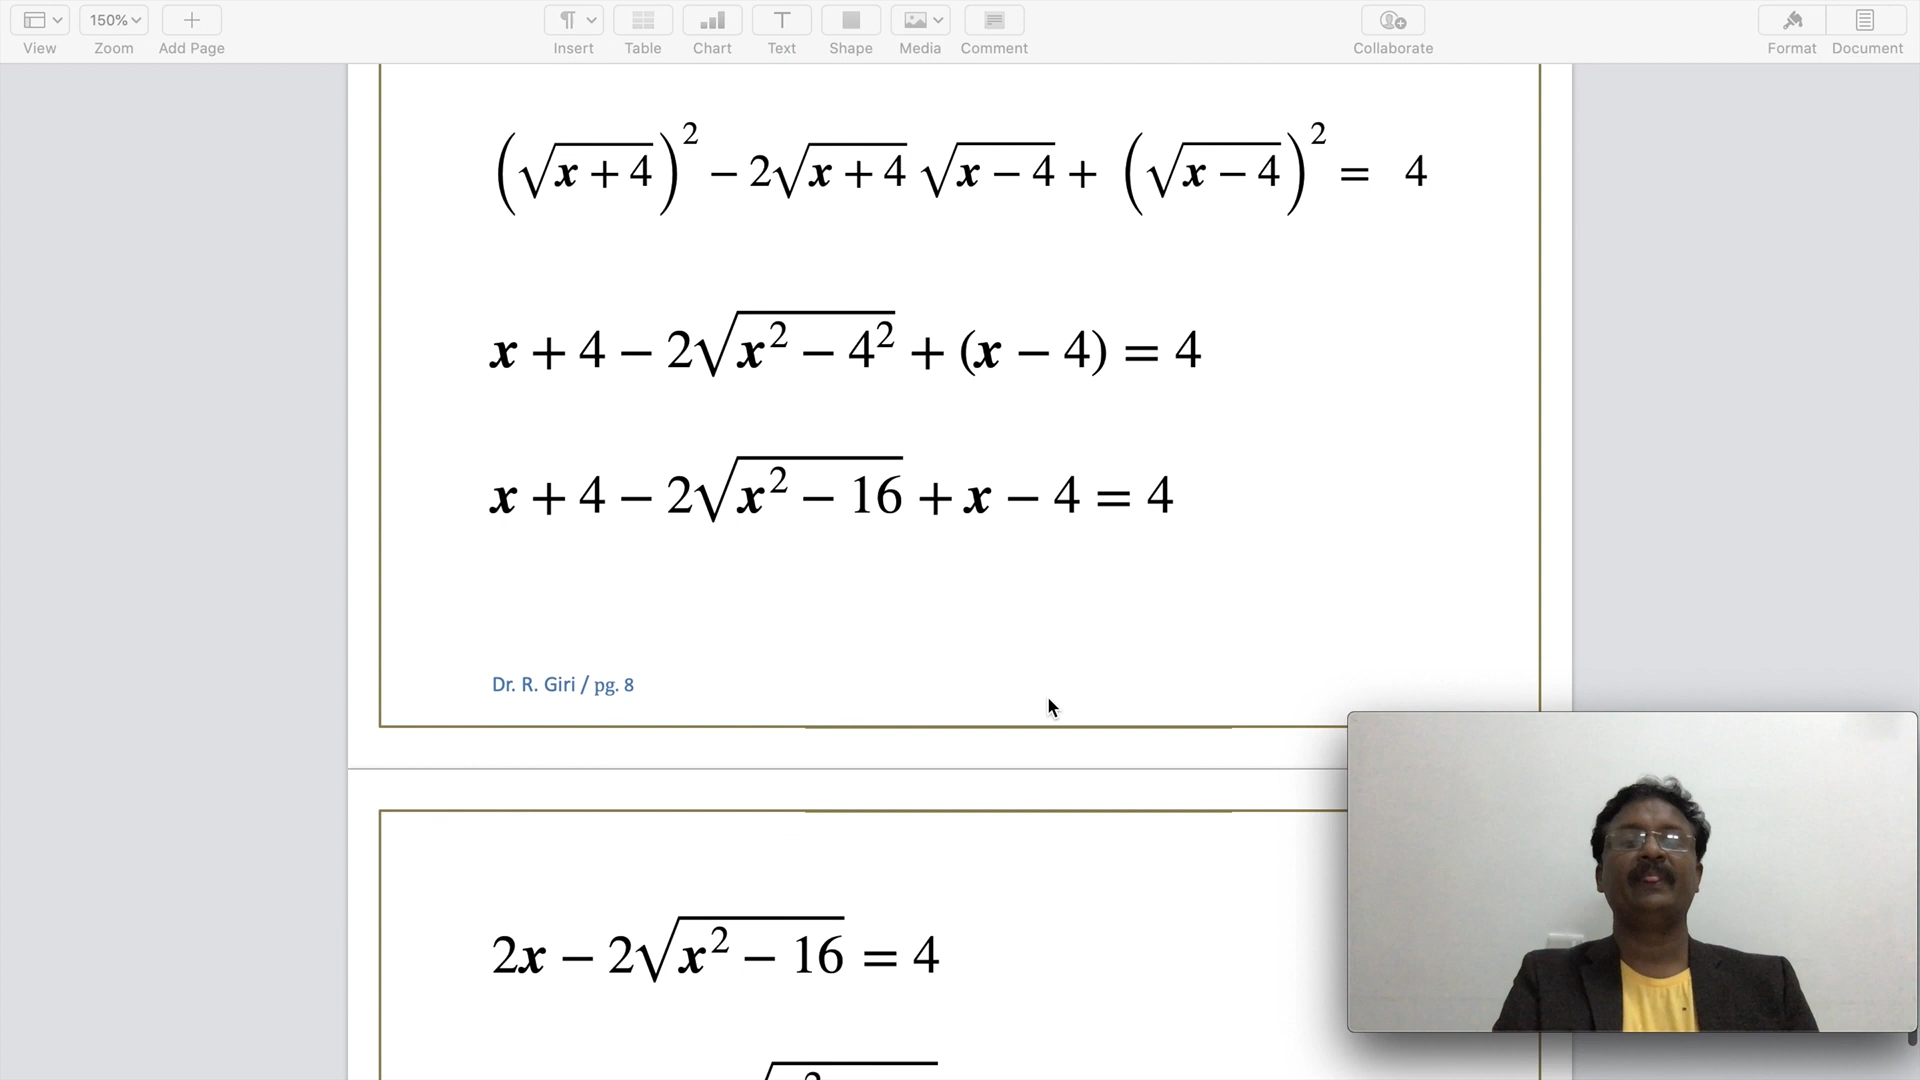 150%
View Zoom Add Page Insert Table Chart Text Shape Media Comment Collaborate Format Document
(√(x + 4))² − 2√(x + 4) √(x − 4) + (√(x − 4))² = 4
x + 4 − 2√(x² − 4²) + (x − 4) = 4
x + 4 − 2√(x² − 16) + x − 4 = 4
Dr. R. Giri / pg. 8
2x − 2√(x² − 16) = 4